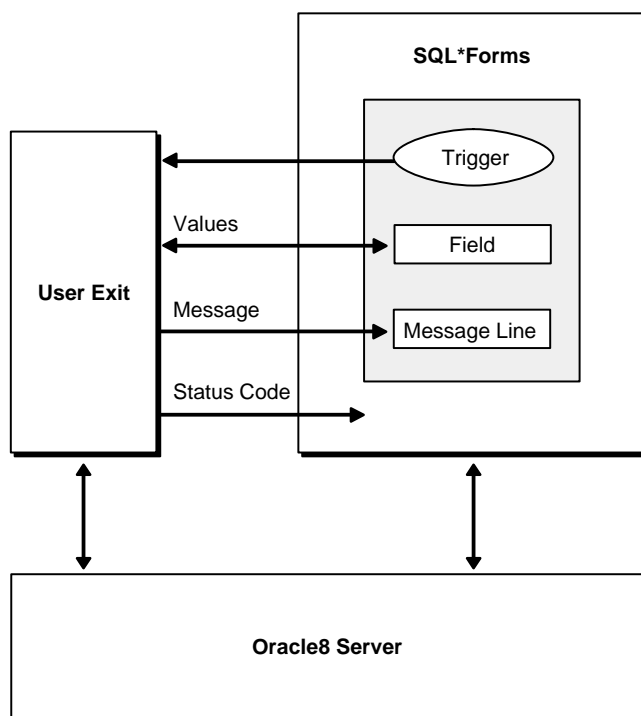 SQL*Forms
Trigger
Values
Field
User Exit
Message
Message Line
Status Code
Oracle8 Server